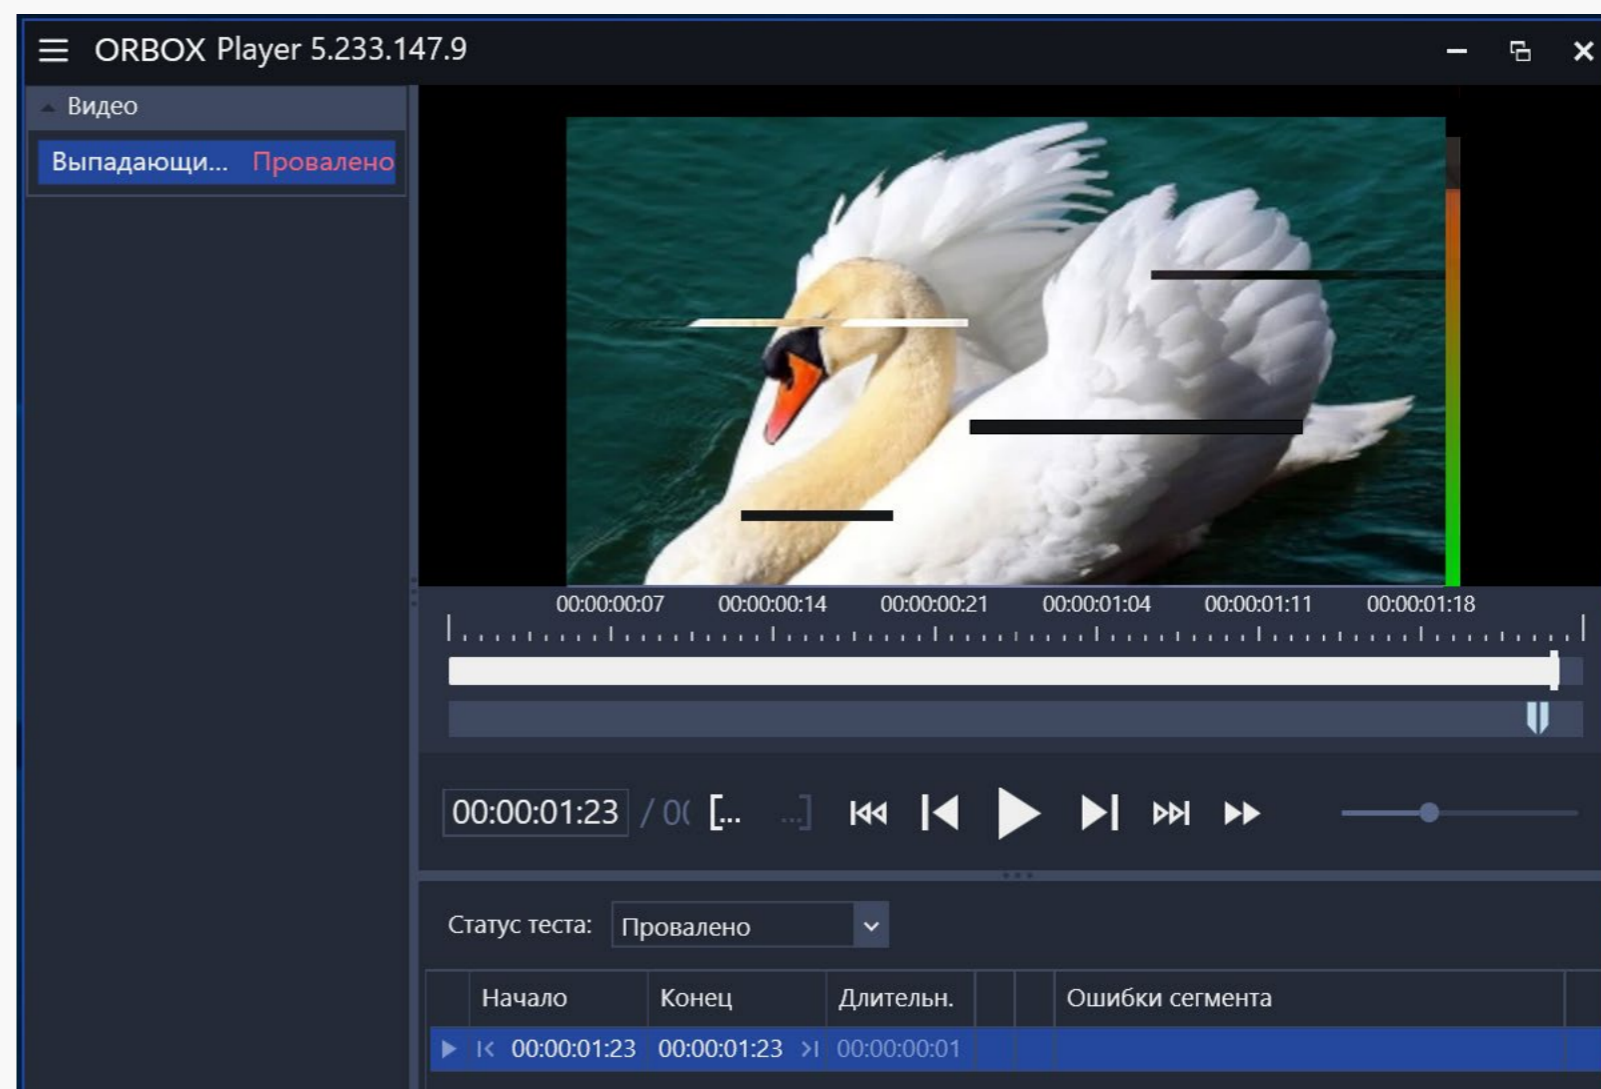 ORBOX Player 5.233.147.9
Видео
Выпадающи... Провалено
00:00:00:07 00:00:00:14 00:00:00:21 00:00:01:04 00:00:01:11 00:00:01:18
00:00:01:23 / 0( [... ...]
Статус теста: Провалено
Начало Конец Длительн. Ошибки сегмента
00:00:01:23 00:00:01:23 00:00:00:01